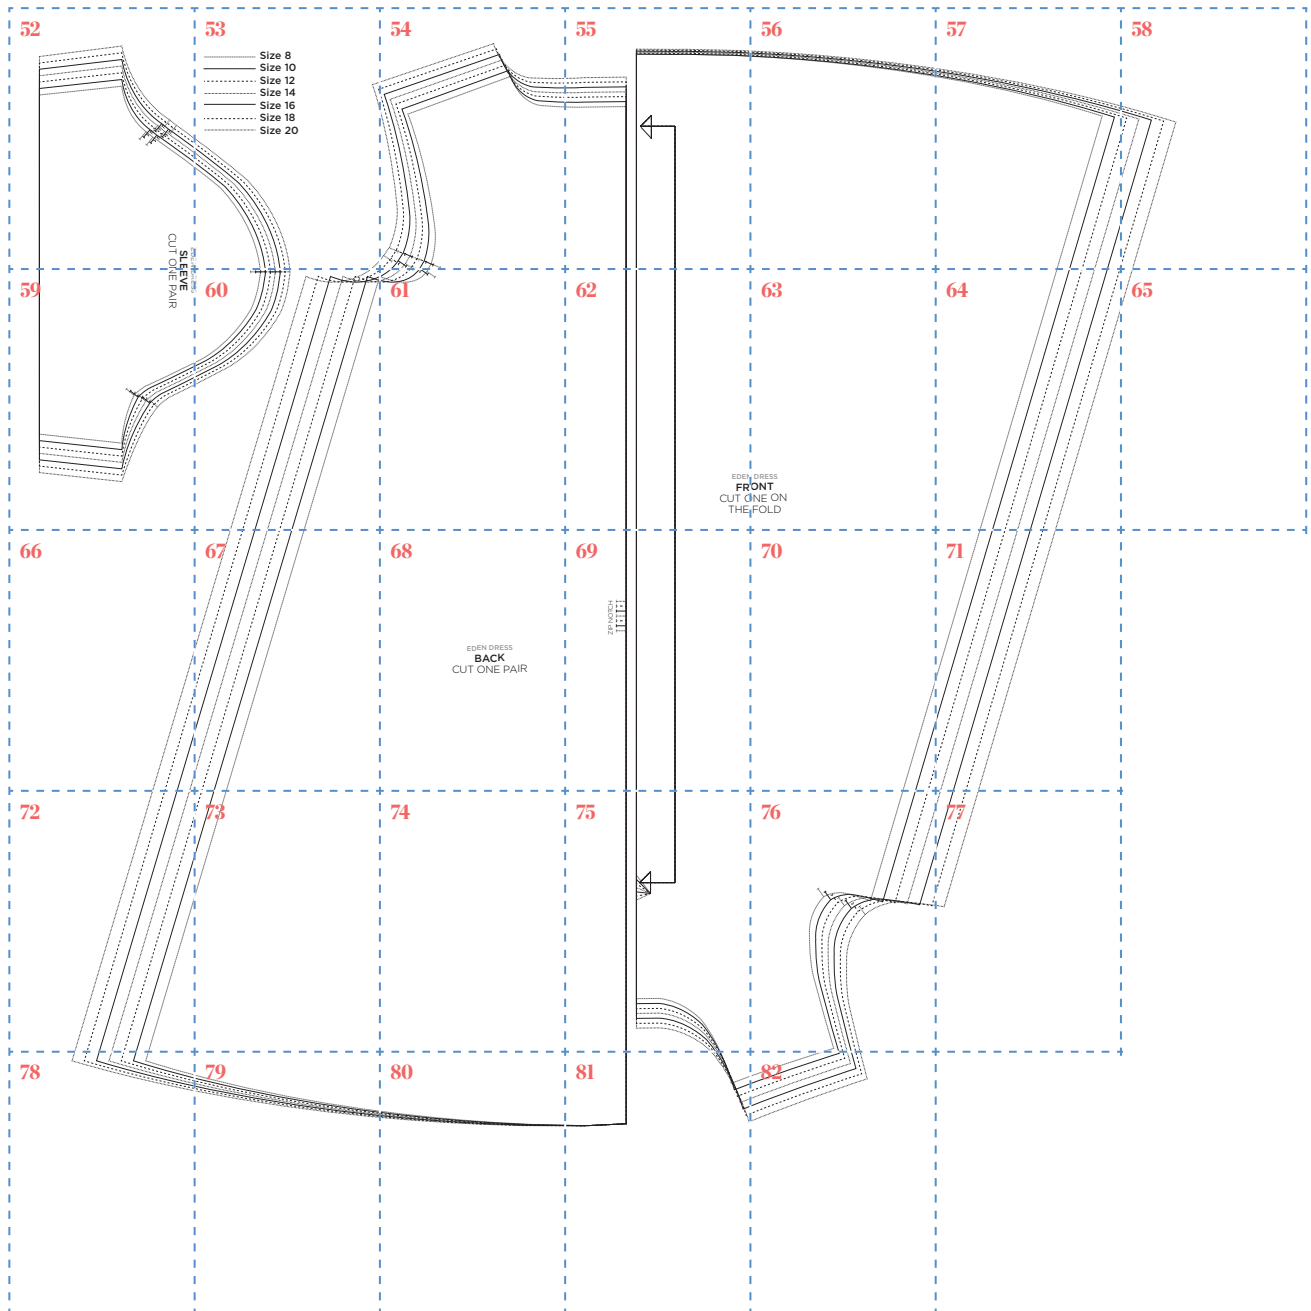 52
53
54
55
56
57
58
Size 8
Size 10
Size 12
Size 14
Size 16
Size 18
Size 20
SLEEVE
CUT ONE PAIR
59
60
61
62
63
64
65
EDEN DRESS
FRONT
CUT ONE ON
THE FOLD
66
67
68
69
70
71
ZIP NOTCH
EDEN DRESS
BACK
CUT ONE PAIR
72
73
74
75
76
77
78
79
80
81
82